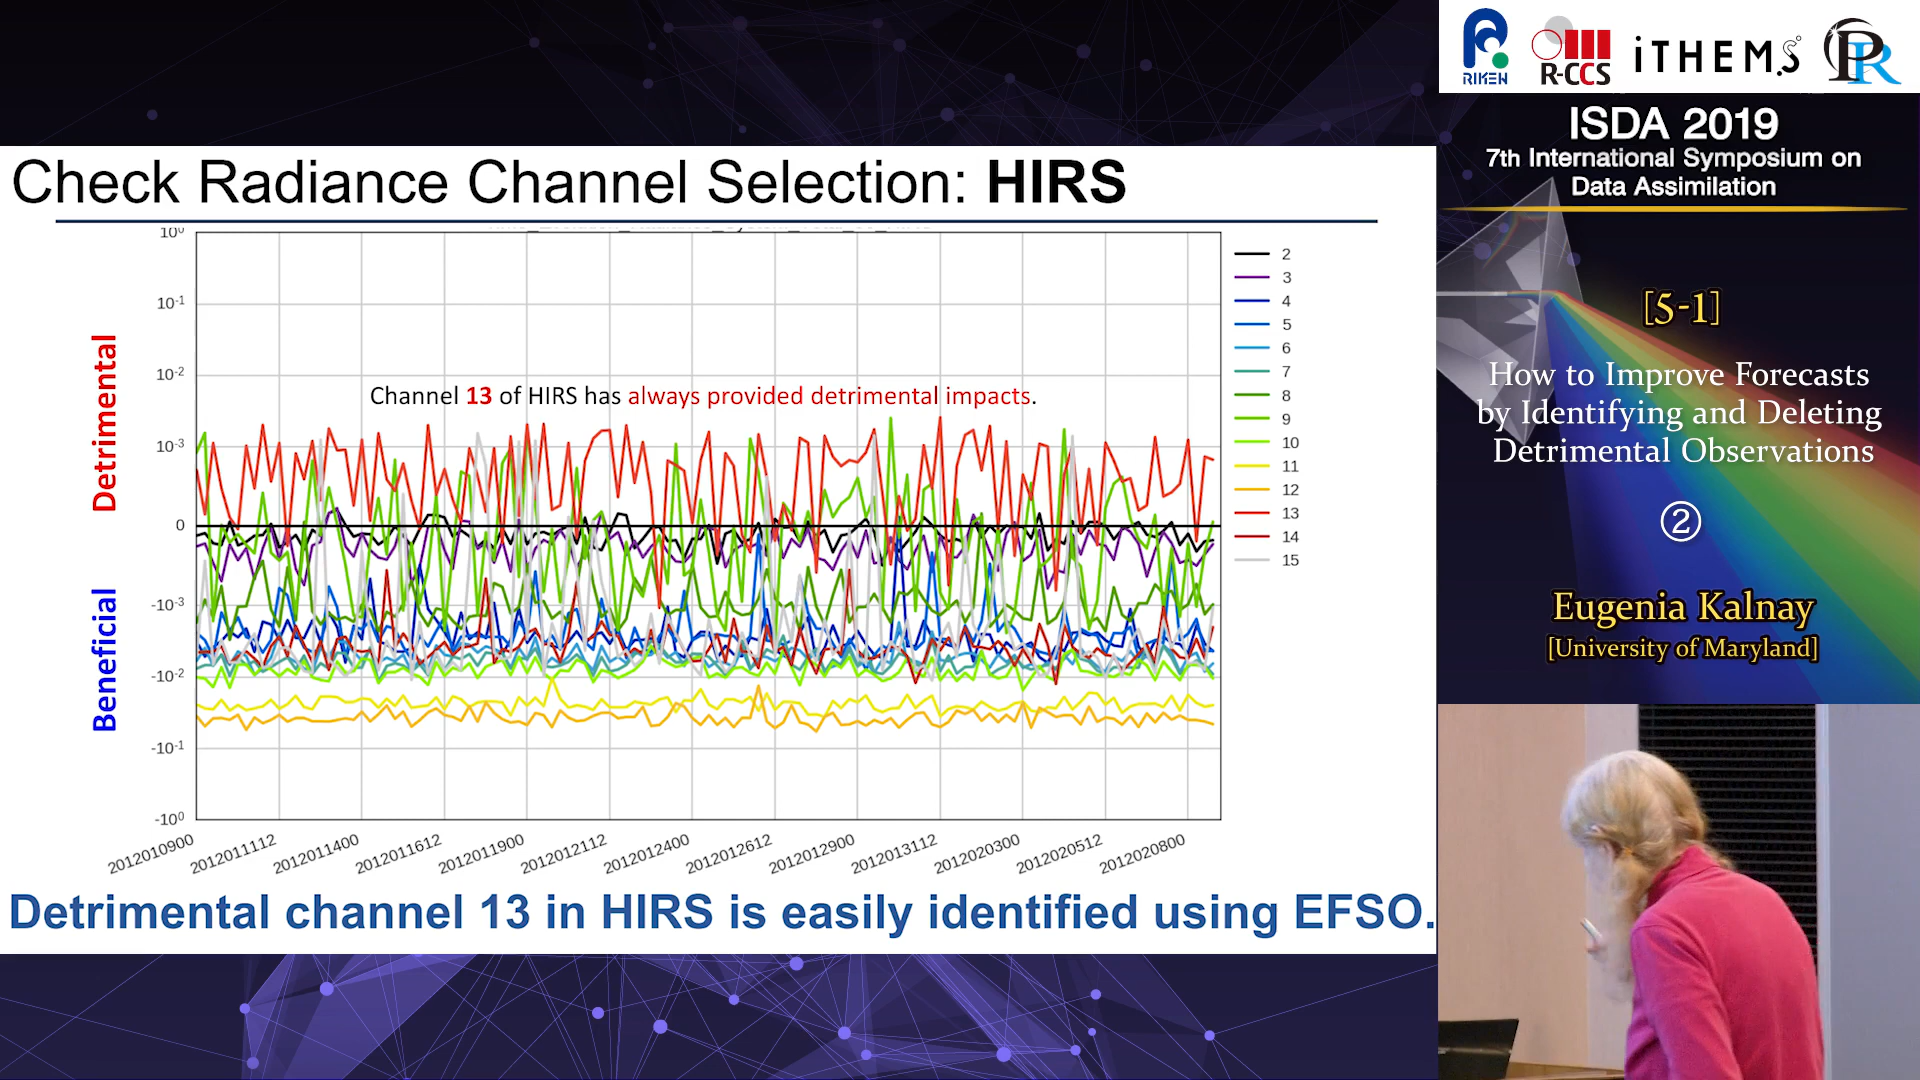 Check Radiance Channel Selection: HIRS
10⁰
10⁻¹
10⁻²
10⁻³
0
-10⁻³
-10⁻²
-10⁻¹
-10⁰
Detrimental
Beneficial
Channel 13 of HIRS has always provided detrimental impacts.
2
3
4
5
6
7
8
9
10
11
12
13
14
15
2012010900
2012011112
2012011400
2012011612
2012011900
2012012112
2012012400
2012012612
2012012900
2012013112
2012020300
2012020512
2012020800
Detrimental channel 13 in HIRS is easily identified using EFSO.
RIKEN
R-CCS
iTHEMS
PR
ISDA 2019
7th International Symposium on
Data Assimilation
[5-1]
How to Improve Forecasts
by Identifying and Deleting
Detrimental Observations
②
Eugenia Kalnay
[University of Maryland]